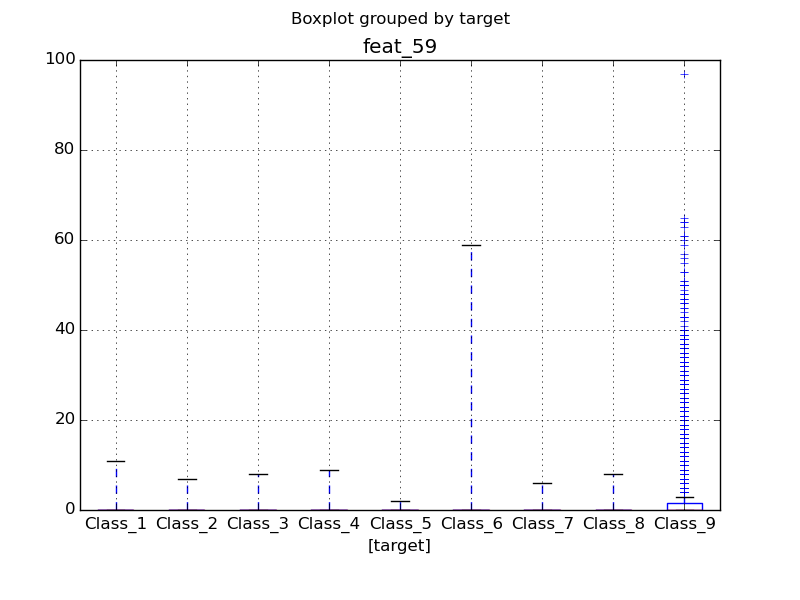 Boxplot grouped by target
feat_59
100
80
60
40
20
0
Class_1 Class_2 Class_3 Class_4 Class_5 Class_6 Class_7 Class_8 Class_9
[target]